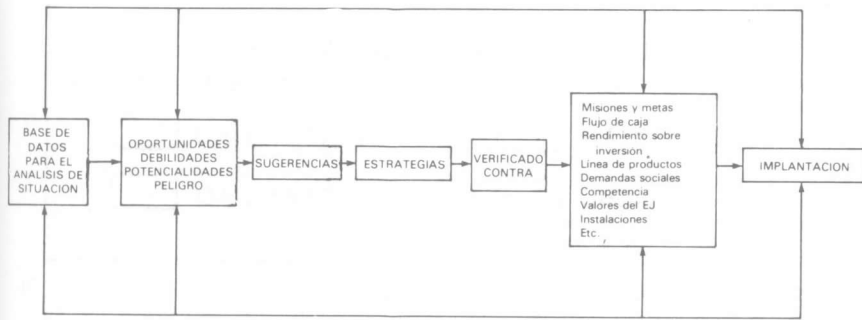 BASE DE
DATOS
PARA EL
ANALISIS DE
SITUACION
OPORTUNIDADES
DEBILIDADES
POTENCIALIDADES
PELIGRO
SUGERENCIAS
ESTRATEGIAS
VERIFICADO
CONTRA
Misiones y metas
Flujo de caja
Rendimiento sobre
inversión
Línea de productos
Demandas sociales
Competencia
Valores del EJ
Instalaciones
Etc.,
IMPLANTACION